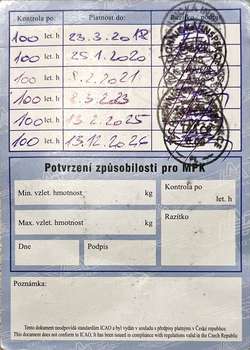 Kontrola po: Platnost do:
100 let. h 23.3.2018
100 let. h 25.1.2020
100 let. h 8.2.2021
100 let. h 8.3.2023
100 let. h 13.2.2025
100 let. h 13.12.2026
Potvrzení způsobilosti pro MPK
Min. vzlet. hmotnost kg Kontrola po
let. h
Max. vzlet. hmotnost kg Razítko
Dne Podpis
Poznámka:
Tento dokument neodpovídá standardům ICAO a byl vydán v souladu s předpisy platnými v České republice.
This document does not conform to ICAO. It has been issued in compliance with regulations valid in the Czech Republic